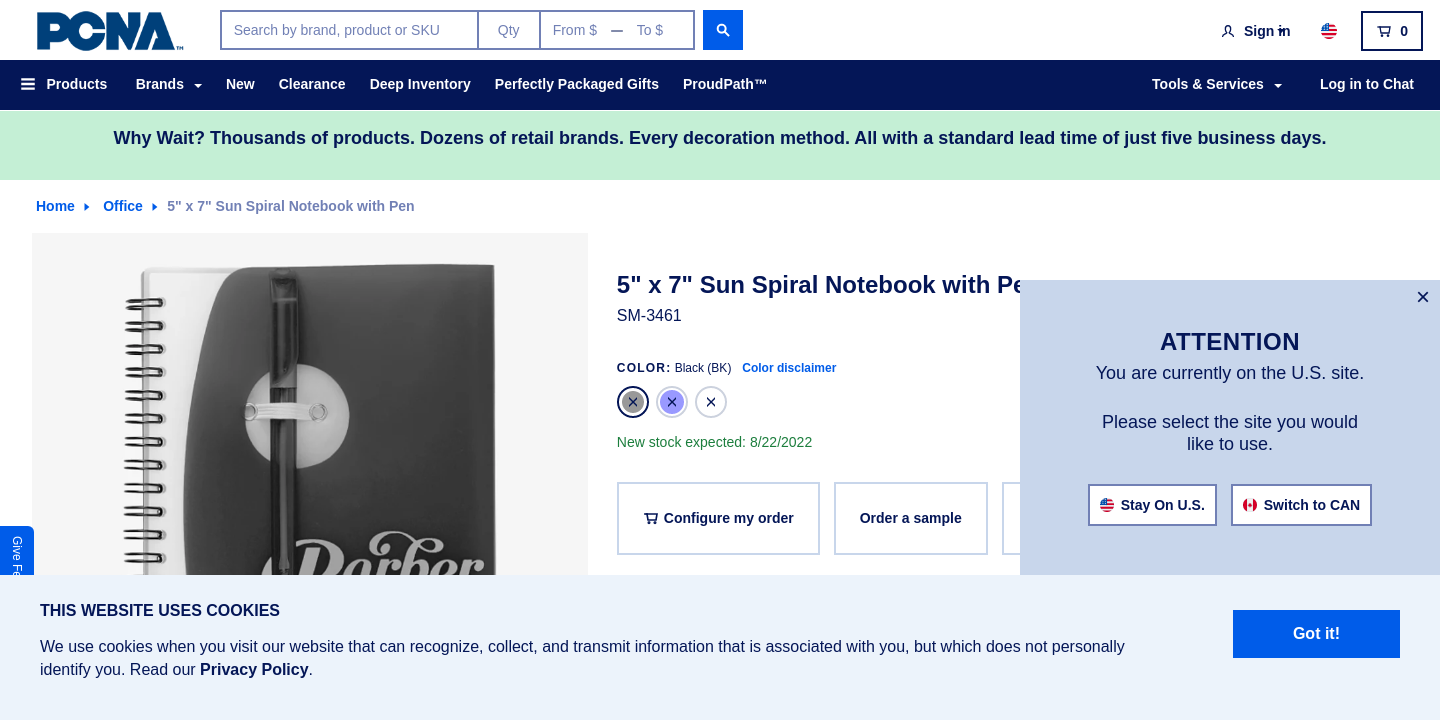 PCNA™
Search by brand, product or SKU
Qty
From $ — To $
Sign in
0
Products
Brands
New
Clearance
Deep Inventory
Perfectly Packaged Gifts
ProudPath™
Tools & Services
Log in to Chat
Why Wait? Thousands of products. Dozens of retail brands. Every decoration method. All with a standard lead time of just five business days.
Home
Office
5" x 7" Sun Spiral Notebook with Pen
5" x 7" Sun Spiral Notebook with Pe
SM-3461
COLOR: Black (BK) Color disclaimer
New stock expected: 8/22/2022
Configure my order
Order a sample
ATTENTION
You are currently on the U.S. site.
Please select the site you would
like to use.
Stay On U.S.
Switch to CAN
Give
THIS WEBSITE USES COOKIES
We use cookies when you visit our website that can recognize, collect, and transmit information that is associated with you, but which does not personally
identify you. Read our Privacy Policy.
Got it!